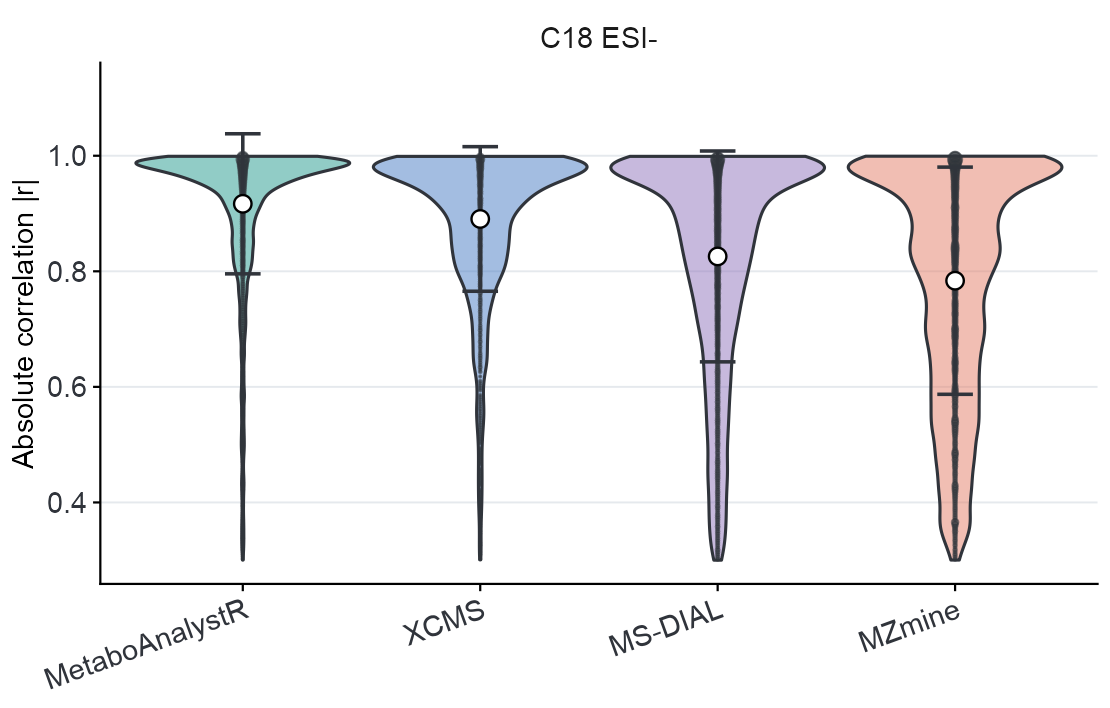 C18 ESI-
Absolute correlation |r|
1.0
0.8
0.6
0.4
MetaboAnalystR
XCMS
MS-DIAL
MZmine